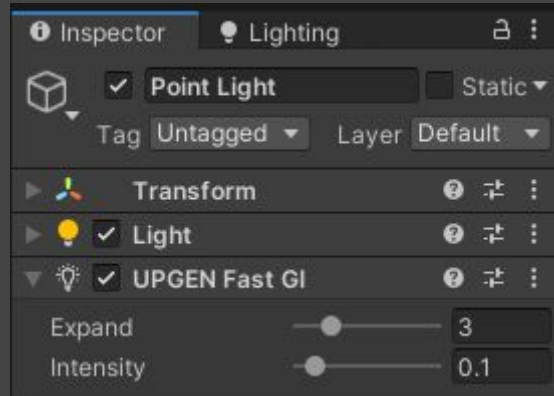 Inspector Lighting
Point Light Static
Tag Untagged Layer Default
Transform
Light
UPGEN Fast GI
Expand 3
Intensity 0.1